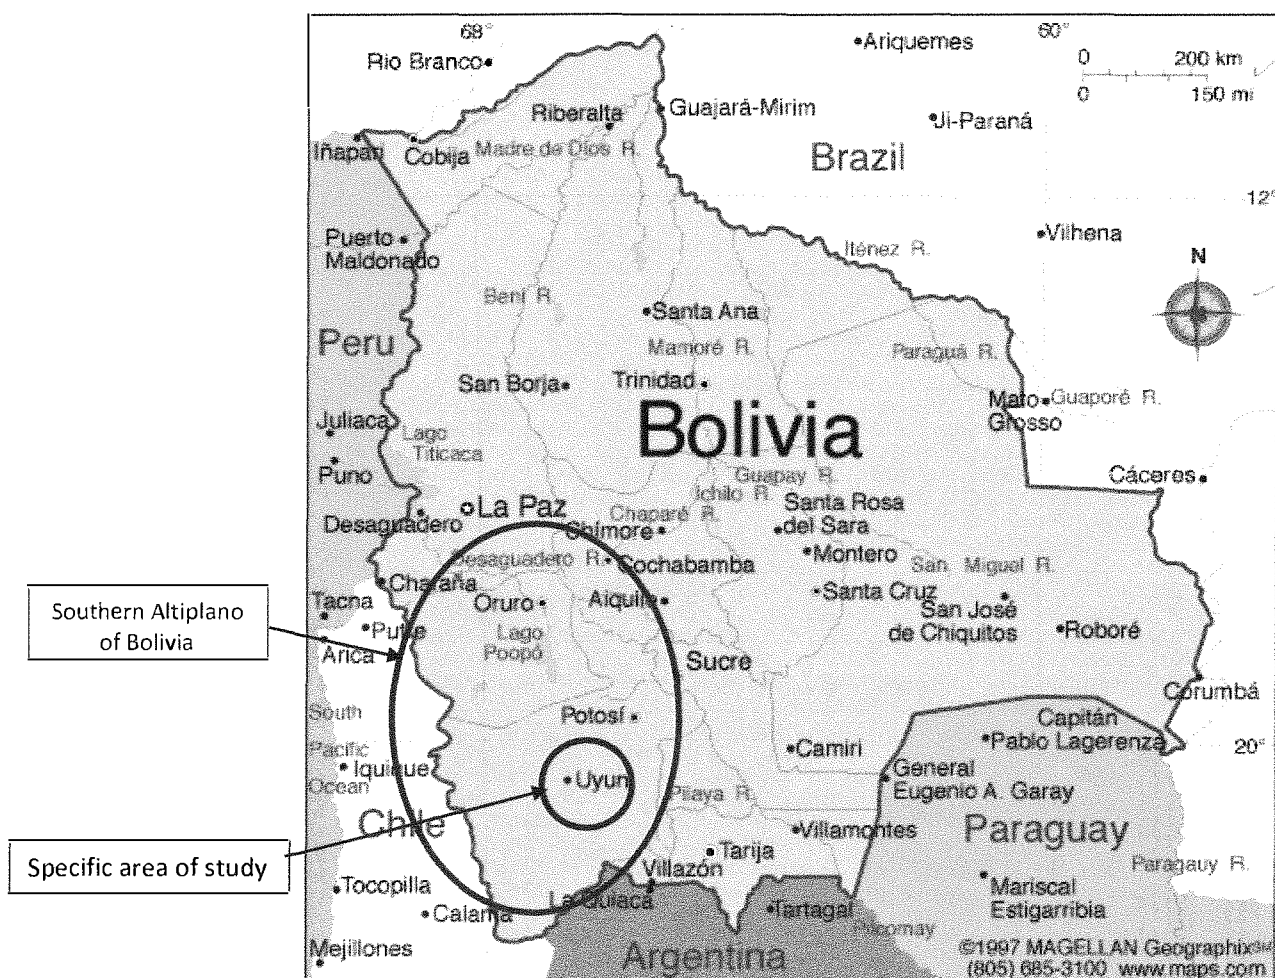 68°
60°
Ariquemes
Rio Branco
0 200 km
0 150 mi
Riberalta
Guajará-Mirim
Ji-Paraná
Iñapari
Cobija
Madre de Dios R.
Brazil
12°
Puerto
Maldonado
Vilhena
Iténez R.
N
Beni R.
Santa Ana
Peru
Mamoré R.
Paraguá R.
San Borja
Trinidad
Mato
Grosso
Guaporé R.
Juliaca
Lago
Titicaca
Bolivia
Puno
Guapay R.
Cáceres
Ichilo R.
La Paz
Santa Rosa
del Sara
Desaguadero
Chaparé R.
Chimore
Montero
Desaguadero R.
Cochabamba
San Miguel R.
Charaña
Southern Altiplano
of Bolivia
Tacna
Oruro
Aiquile
Santa Cruz
San José
de Chiquitos
Putre
Roboré
Arica
Lago
Poopó
Sucre
Corumbá
South
Pacific
Ocean
Potosí
Capitán
Pablo Lagerenza
Camiri
20°
Iquique
Uyuni
General
Eugenio A. Garay
Pilaya R.
Chile
Villamontes
Paraguay
Specific area of study
Tarija
Villazón
Paragauy R.
Tocopilla
La Quiaca
Mariscal
Estigarribia
Calama
Tartagal
Mejillones
Argentina
©1997 MAGELLAN Geographix℠
(805) 685-3100 www.maps.com